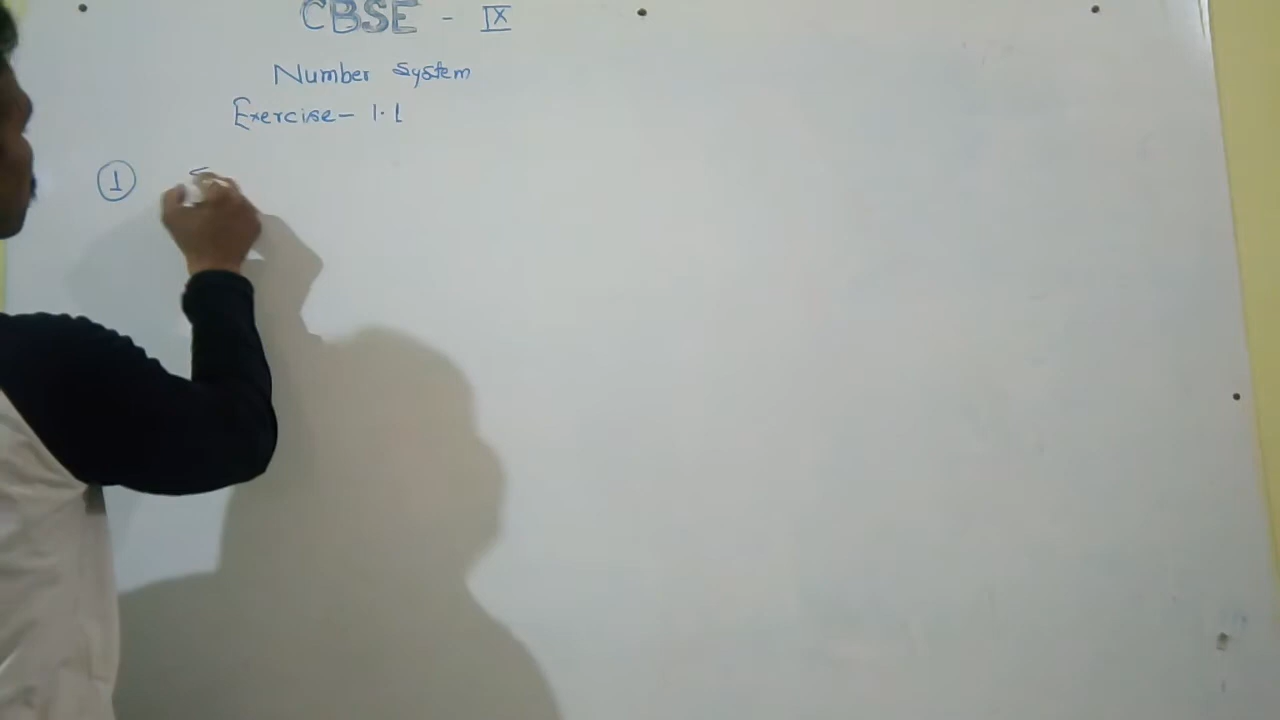 CBSE - IX
Number System
Exercise - 1.1
①